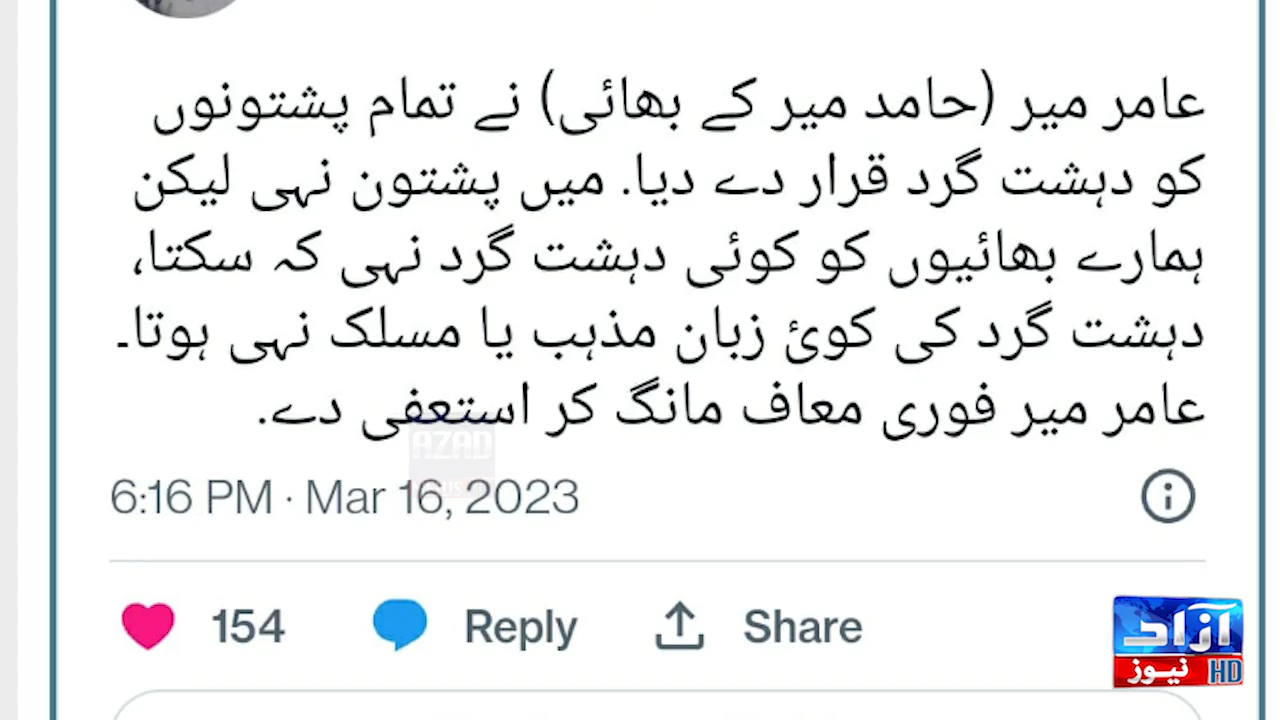 عامر میر (حامد میر کے بھائی) نے تمام پشتونوں
کو دہشت گرد قرار دے دیا. میں پشتون نہی لیکن
ہمارے بھائیوں کو کوئی دہشت گرد نہی کہ سکتا،
دہشت گرد کی کوئ زبان مذہب یا مسلک نہی ہوتا۔
عامر میر فوری معاف مانگ کر استعفی دے.
AZAD
6:16 PM · Mar 16, 2023
154 Reply Share
آزاد
نیوز HD